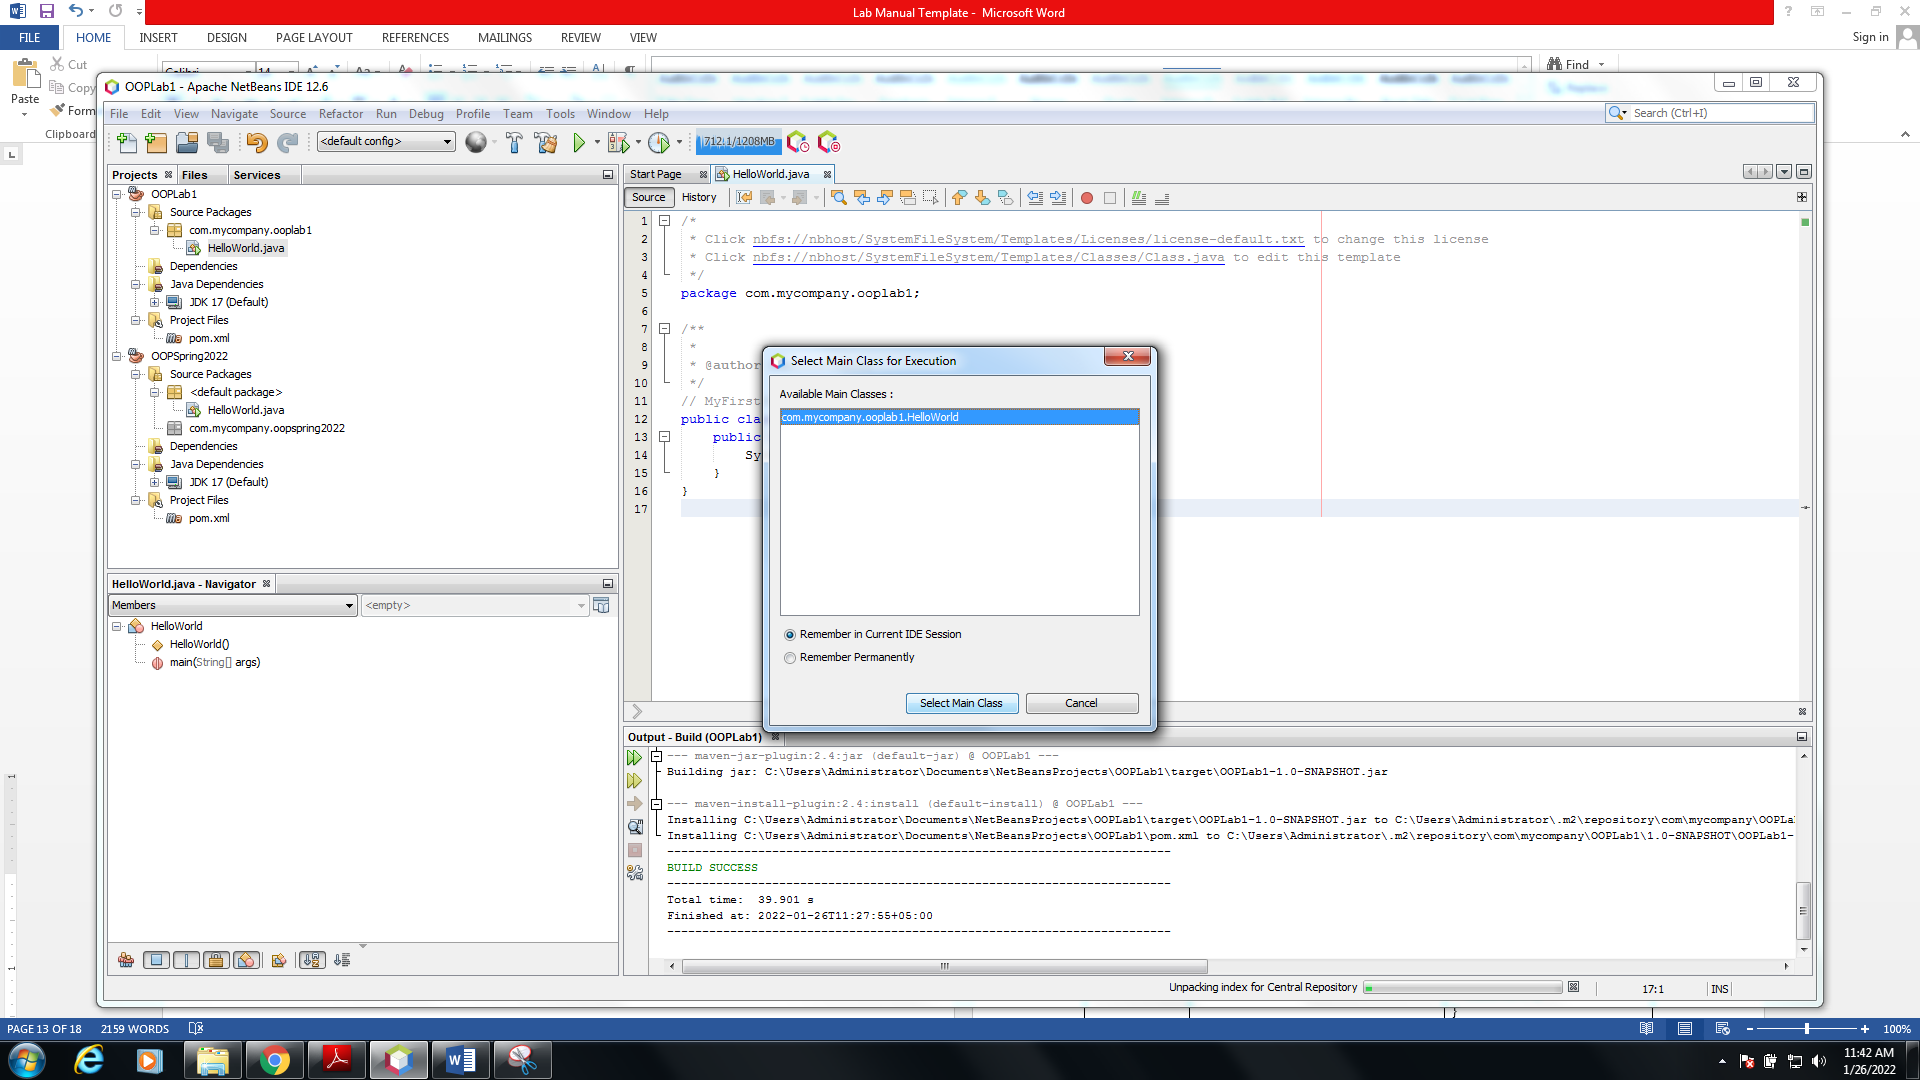 Lab Manual Template - Microsoft Word
FILE HOME INSERT DESIGN PAGE LAYOUT REFERENCES MAILINGS REVIEW VIEW
Sign in
Cut
Copy
Paste
Clipboard
Find
OOPLab1 - Apache NetBeans IDE 12.6
File Edit View Navigate Source Refactor Run Debug Profile Team Tools Window Help
Search (Ctrl+I)
<default config>
712.1/1208MB
Projects Files Services
OOPLab1
Source Packages
com.mycompany.ooplab1
HelloWorld.java
Dependencies
Java Dependencies
JDK 17 (Default)
Project Files
pom.xml
OOPSpring2022
Source Packages
<default package>
HelloWorld.java
com.mycompany.oopspring2022
Dependencies
Java Dependencies
JDK 17 (Default)
Project Files
pom.xml
HelloWorld.java - Navigator
Members
<empty>
HelloWorld
HelloWorld()
main(String[] args)
Start Page HelloWorld.java
Source History
1 /*
2 * Click nbfs://nbhost/SystemFileSystem/Templates/Licenses/license-default.txt to change this license
3 * Click nbfs://nbhost/SystemFileSystem/Templates/Classes/Class.java to edit this template
4 */
5 package com.mycompany.ooplab1;
6
7 /**
8 *
9 * @author
10 */
11 // MyFirst
12 public cla
13 public
14 Sy
15 }
16 }
17
Select Main Class for Execution
Available Main Classes :
com.mycompany.ooplab1.HelloWorld
Remember in Current IDE Session
Remember Permanently
Select Main Class
Cancel
Output - Build (OOPLab1)
--- maven-jar-plugin:2.4:jar (default-jar) @ OOPLab1 ---
Building jar: C:\Users\Administrator\Documents\NetBeansProjects\OOPLab1\target\OOPLab1-1.0-SNAPSHOT.jar
--- maven-install-plugin:2.4:install (default-install) @ OOPLab1 ---
Installing C:\Users\Administrator\Documents\NetBeansProjects\OOPLab1\target\OOPLab1-1.0-SNAPSHOT.jar to C:\Users\Administrator\.m2\repository\com\mycompany\OOPLa
Installing C:\Users\Administrator\Documents\NetBeansProjects\OOPLab1\pom.xml to C:\Users\Administrator\.m2\repository\com\mycompany\OOPLab1\1.0-SNAPSHOT\OOPLab1-
------------------------------------------------------------------------
BUILD SUCCESS
------------------------------------------------------------------------
Total time: 39.901 s
Finished at: 2022-01-26T11:27:55+05:00
------------------------------------------------------------------------
Unpacking index for Central Repository
17:1
INS
PAGE 13 OF 18 2159 WORDS
100%
11:42 AM
1/26/2022